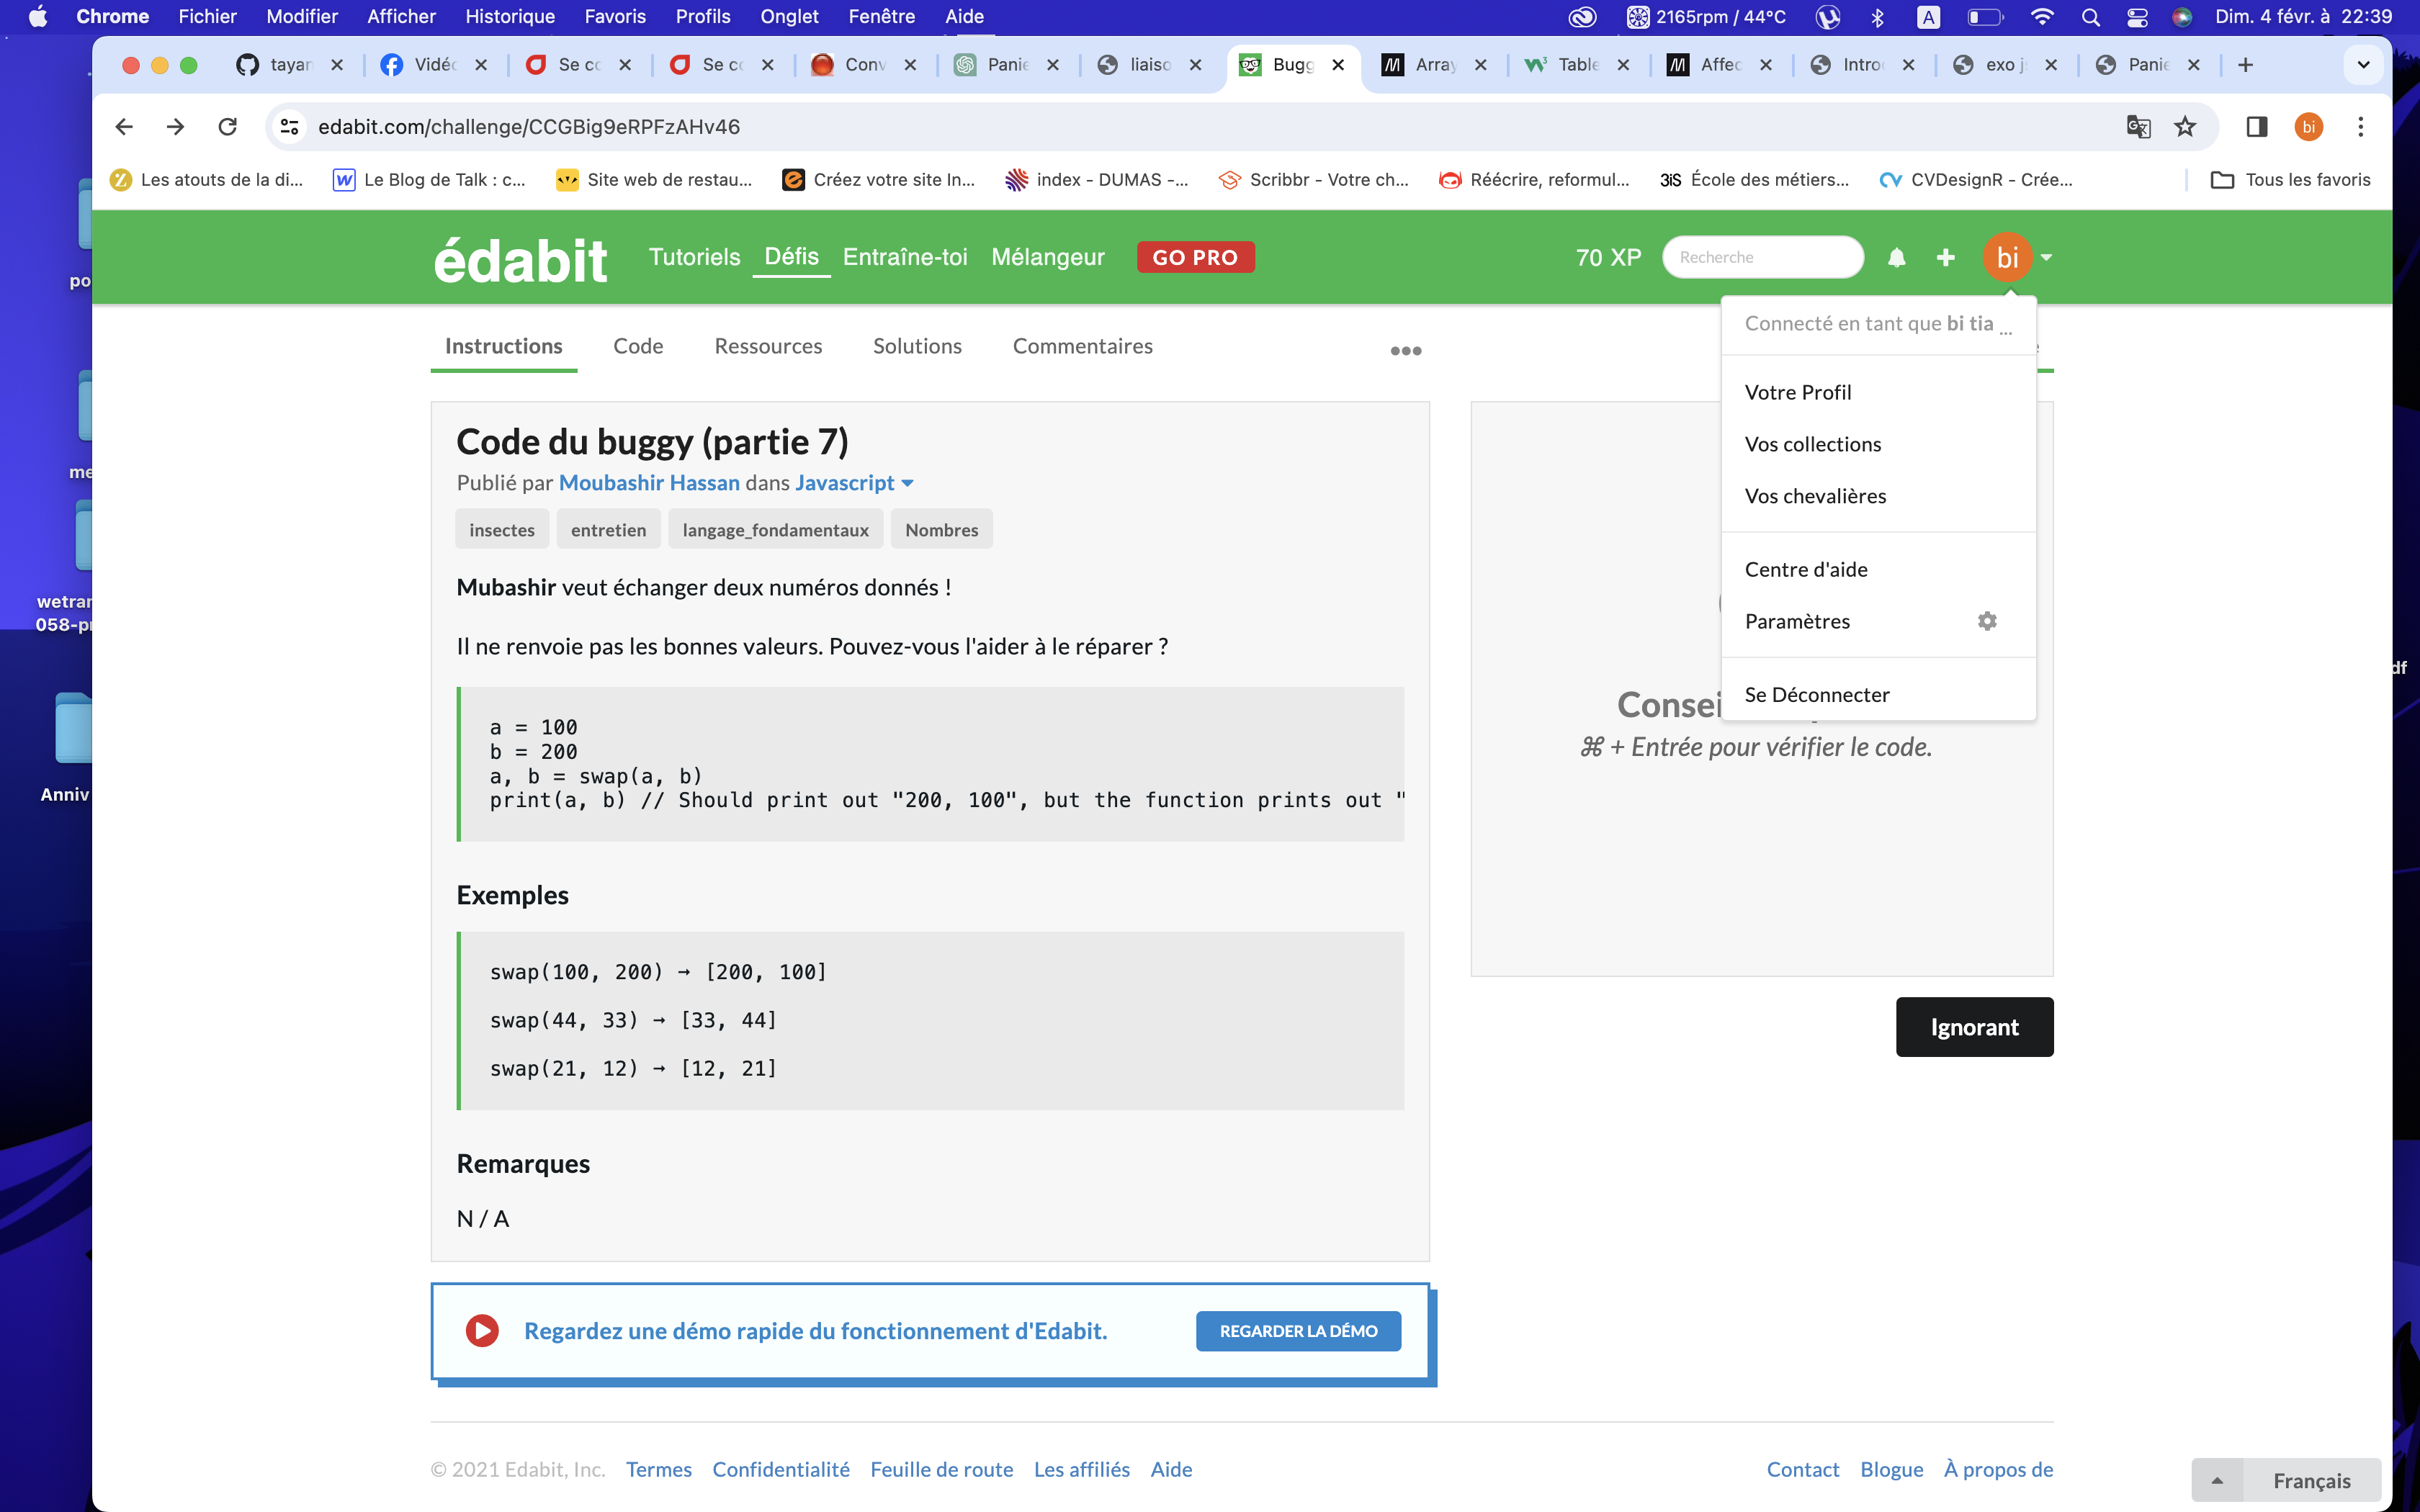 Chrome Fichier Modifier Afficher Historique Favoris Profils Onglet Fenêtre Aide 2165rpm / 44°C A Dim. 4 févr. à 22:39
tayan Vidéo Se co Se co Conv Panie liaiso Bugg Array Table Affec Intro exo j Panie
edabit.com/challenge/CCGBig9eRPFzAHv46 bi
Les atouts de la di... Le Blog de Talk : c... Site web de restau... Créez votre site In... index - DUMAS -... Scribbr - Votre ch... Réécrire, reformul... 3iS École des métiers... CVDesignR - Crée... Tous les favoris
édabit Tutoriels Défis Entraîne-toi Mélangeur GO PRO 70 XP Recherche bi
Connecté en tant que bi tia ...
Votre Profil
Vos collections
Vos chevalières
Centre d'aide
Paramètres
Se Déconnecter
Instructions Code Ressources Solutions Commentaires
Code du buggy (partie 7)
Publié par Moubashir Hassan dans Javascript
insectes entretien langage_fondamentaux Nombres
Mubashir veut échanger deux numéros donnés !
Il ne renvoie pas les bonnes valeurs. Pouvez-vous l'aider à le réparer ?
a = 100
b = 200
a, b = swap(a, b)
print(a, b) // Should print out "200, 100", but the function prints out "
Exemples
swap(100, 200) → [200, 100]
swap(44, 33) → [33, 44]
swap(21, 12) → [12, 21]
Remarques
N / A
Consei
⌘ + Entrée pour vérifier le code.
Ignorant
Regardez une démo rapide du fonctionnement d'Edabit. REGARDER LA DÉMO
© 2021 Edabit, Inc. Termes Confidentialité Feuille de route Les affiliés Aide Contact Blogue À propos de
Français
po
me
wetran
058-pr
Anniv
df